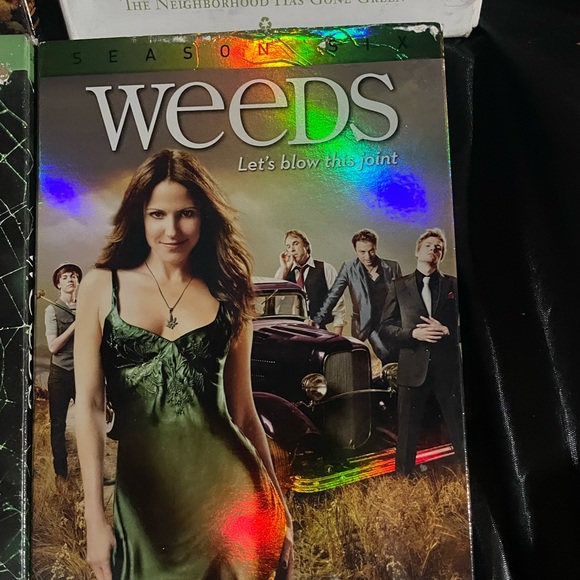 THE NEIGHBORHOOD HAS GONE GREEN
SEASON SIX
WeeDS
Let's blow this joint